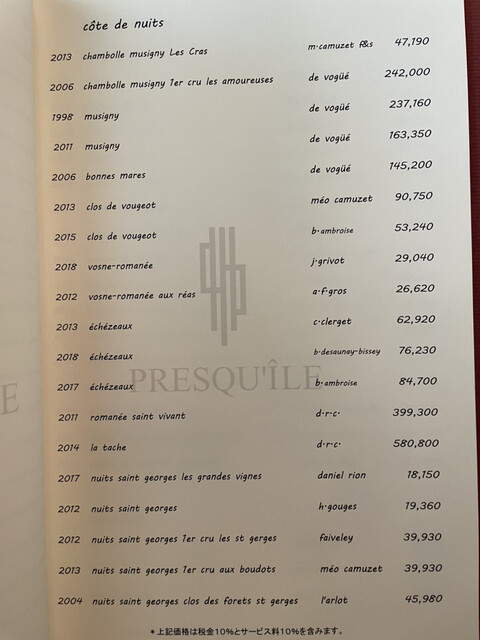 côte de nuits
2013 chambolle musigny Les Cras m·camuzet f&s 47,190
2006 chambolle musigny 1er cru les amoureuses de vogüé 242,000
1998 musigny de vogüé 237,160
2011 musigny de vogüé 163,350
2006 bonnes mares de vogüé 145,200
2013 clos de vougeot méo camuzet 90,750
2015 clos de vougeot b·ambroise 53,240
2018 vosne-romanée j·grivot 29,040
2012 vosne-romanée aux réas a·f·gros 26,620
2013 échézeaux c·clerget 62,920
2018 échézeaux b·desaunay-bissey 76,230
PRESQU'ÎLE
2017 échézeaux b·ambroise 84,700
E
2011 romanée saint vivant d·r·c· 399,300
2014 la tache d·r·c· 580,800
2017 nuits saint georges les grandes vignes daniel rion 18,150
2012 nuits saint georges h·gouges 19,360
2012 nuits saint georges 1er cru les st gerges faiveley 39,930
2013 nuits saint georges 1er cru aux boudots méo camuzet 39,930
2004 nuits saint georges clos des forets st gerges l'arlot 45,980
*上記価格は税金10%とサービス料10%を含みます。